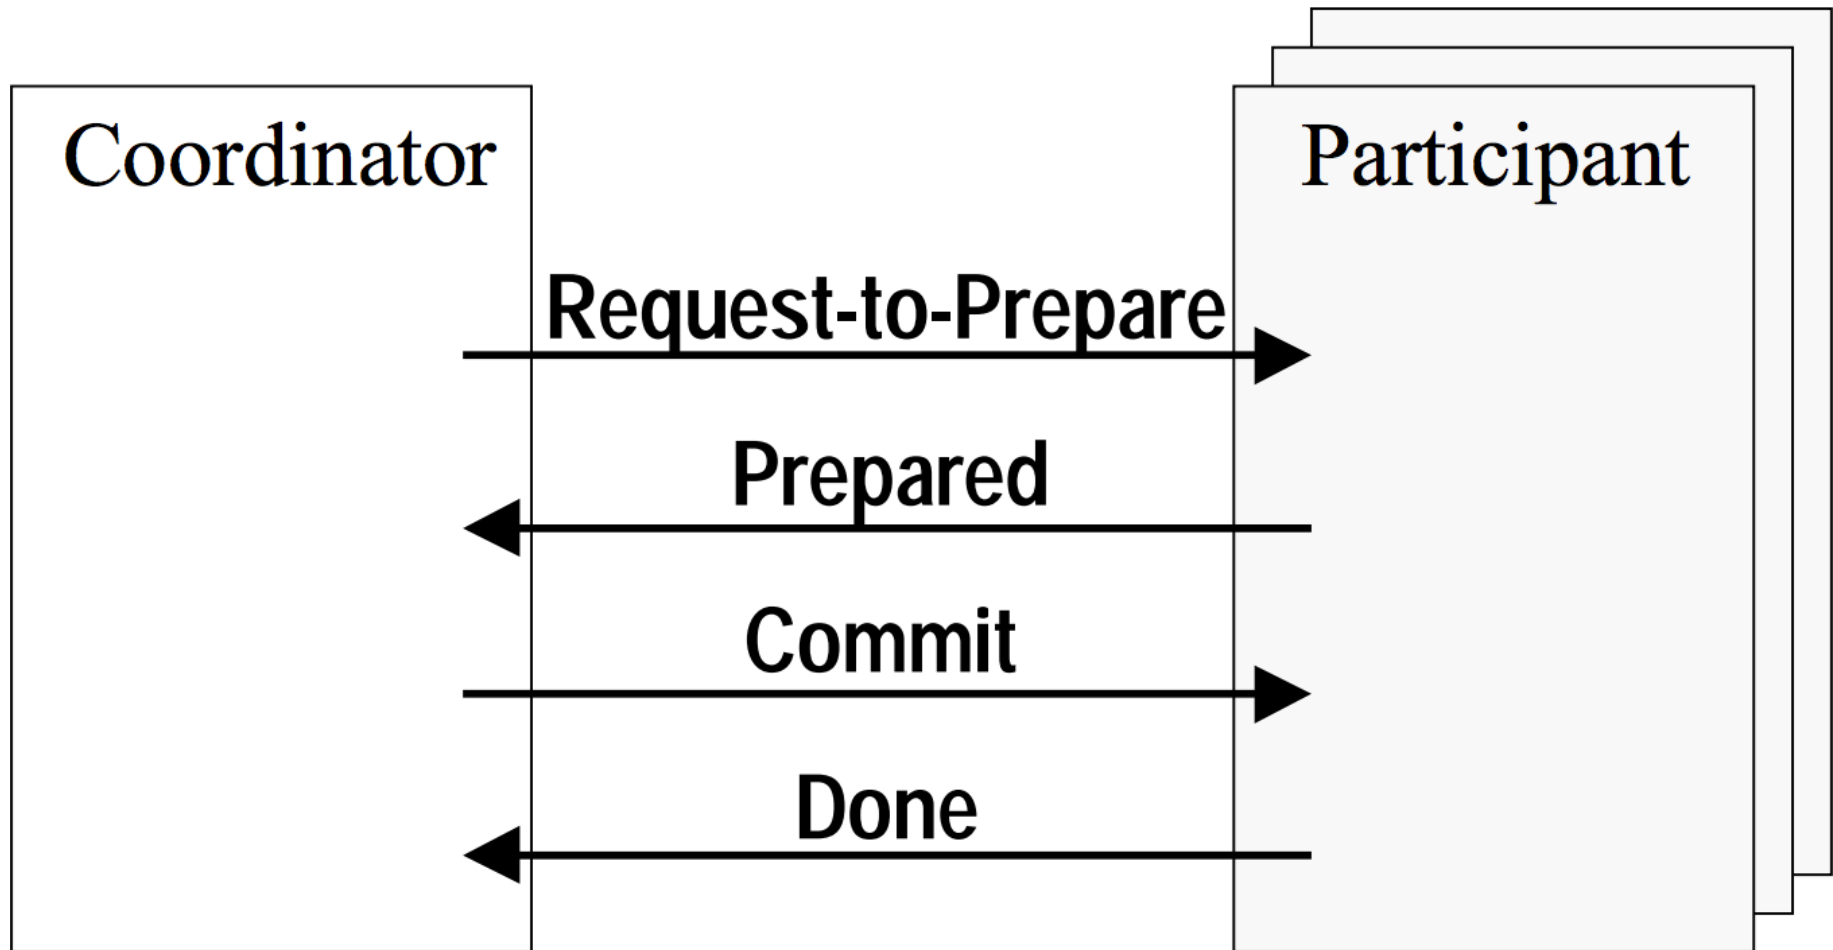 Coordinator
Participant
Request-to-Prepare
Prepared
Commit
Done